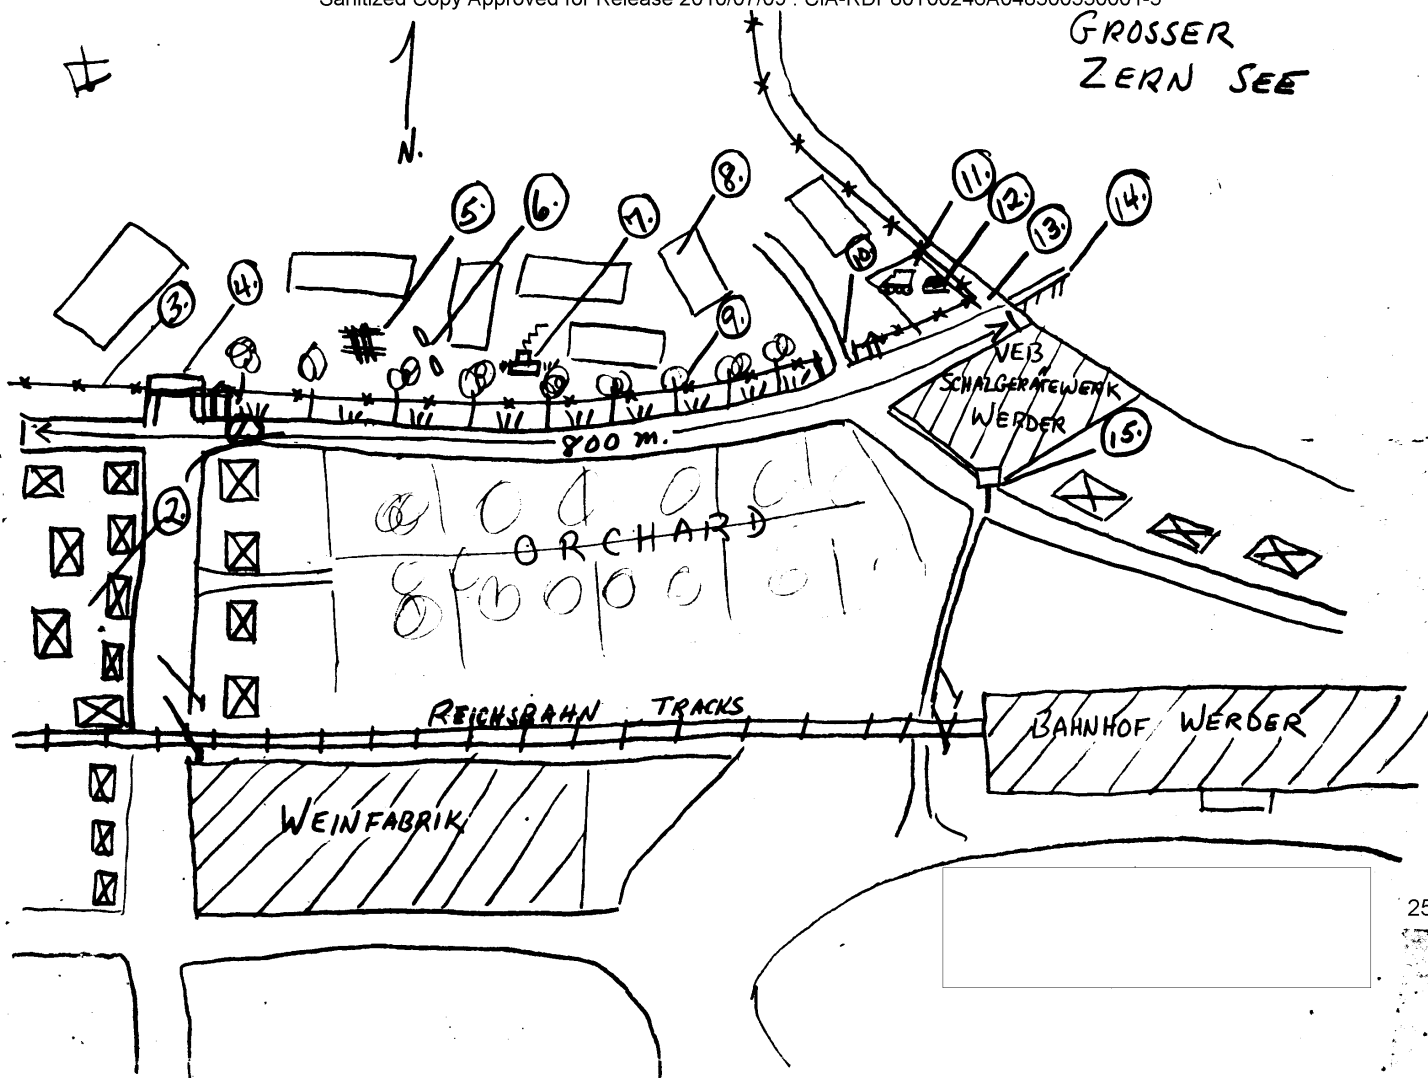 GROSSER
ZERN SEE
N.
3.
4.
5.
6.
7.
8.
9.
10.
11.
12.
13.
14.
VEB
SCHALGERÄTEWERK
WERDER
15.
800 m.
2.
ORCHARD
REICHSBAHN TRACKS
BAHNHOF WERDER
WEINFABRIK
25